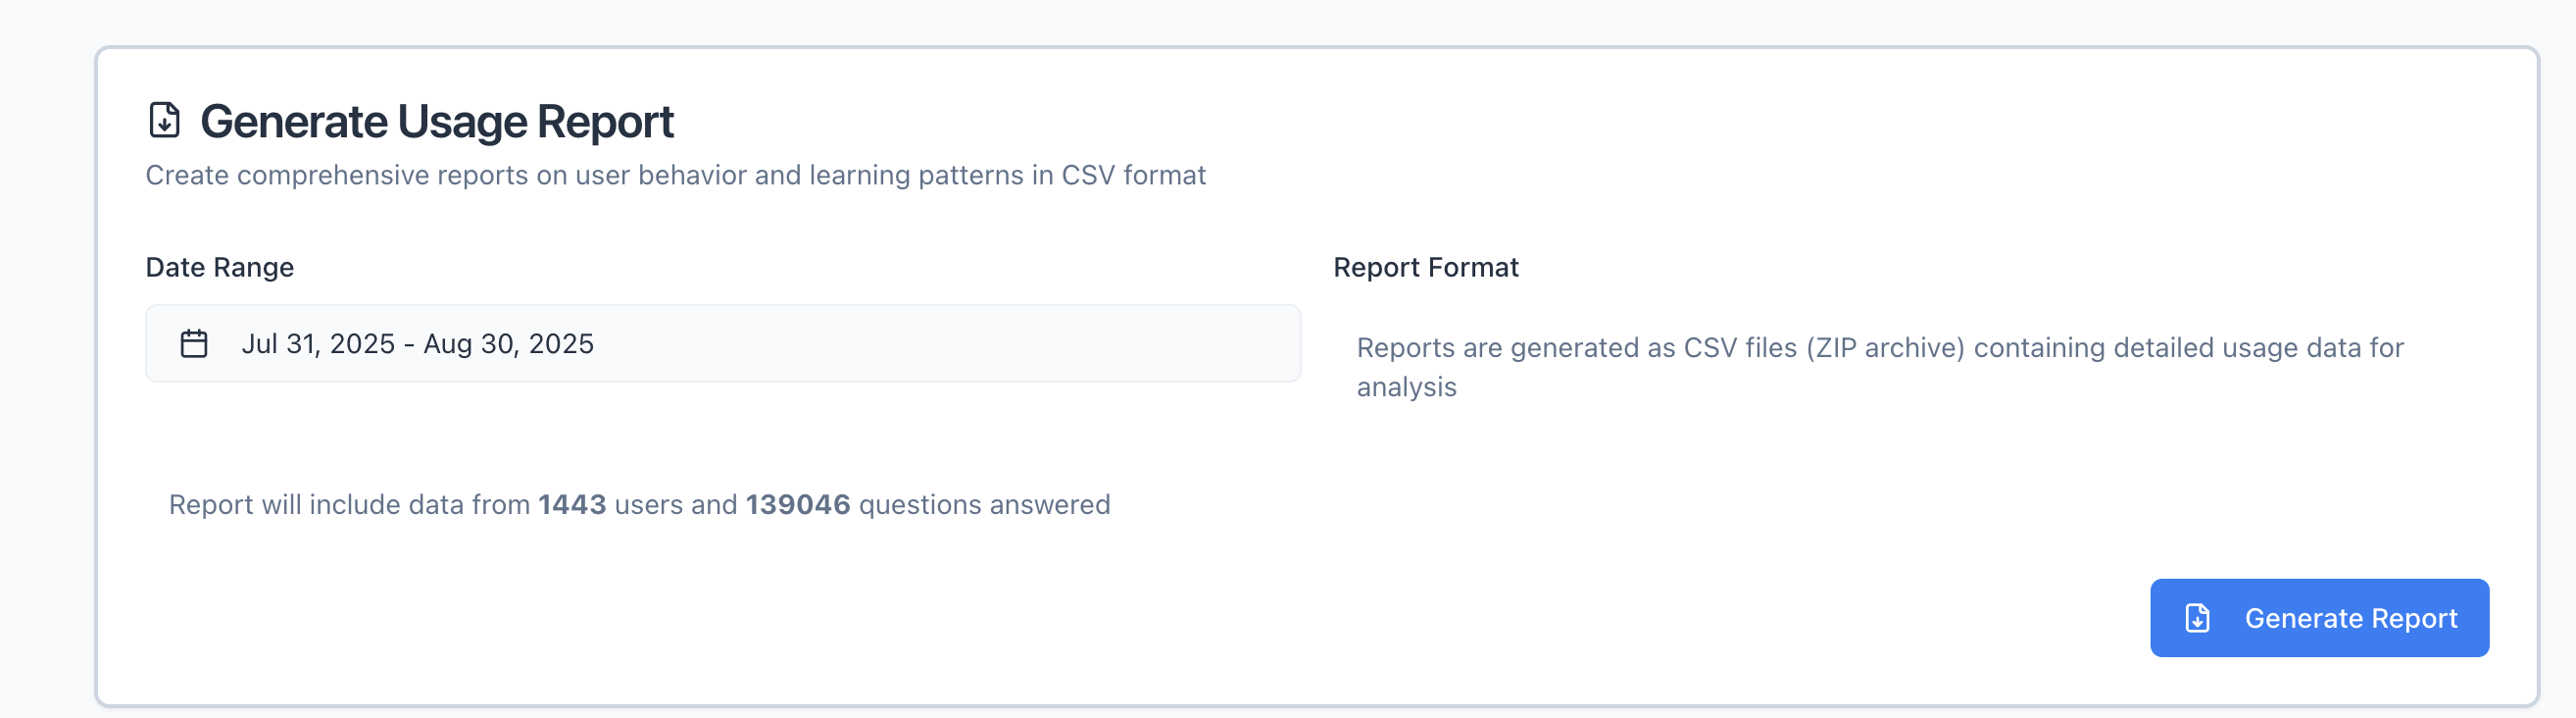 Generate Usage Report
Create comprehensive reports on user behavior and learning patterns in CSV format
Date Range
Jul 31, 2025 - Aug 30, 2025
Report Format
Reports are generated as CSV files (ZIP archive) containing detailed usage data for
analysis
Report will include data from 1443 users and 139046 questions answered
Generate Report